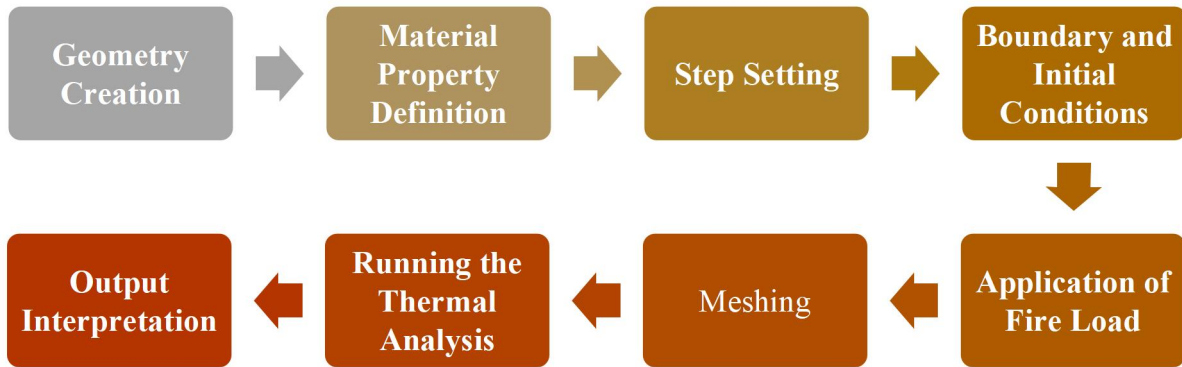 Geometry
Creation
Material
Property
Definition
Step Setting
Boundary and
Initial
Conditions
Application of
Fire Load
Meshing
Running the
Thermal
Analysis
Output
Interpretation